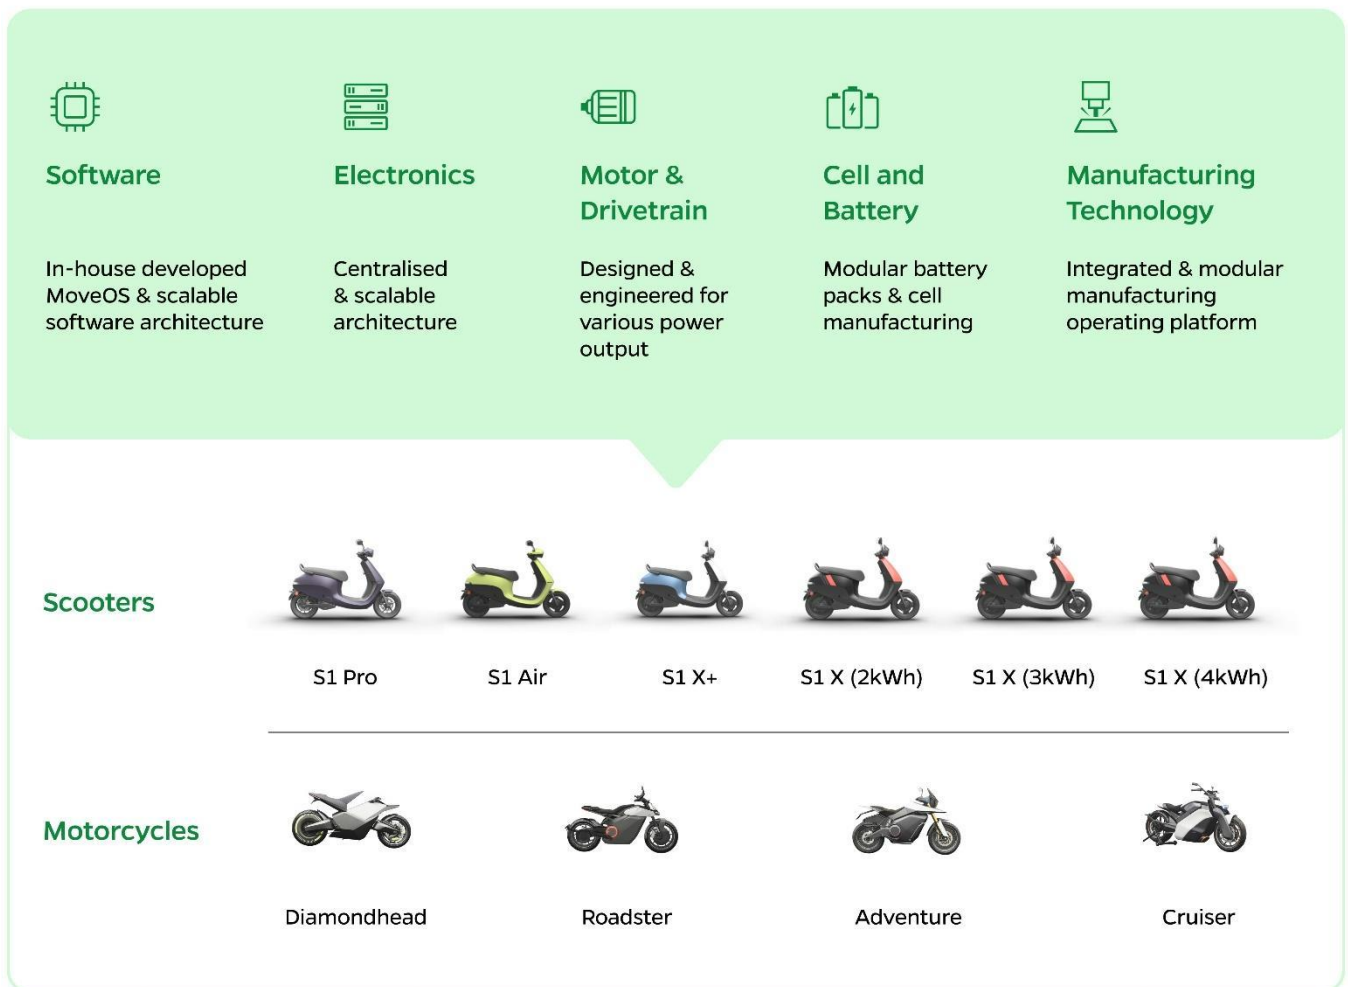 Software
Electronics
Motor &
Drivetrain
Cell and
Battery
Manufacturing
Technology
In-house developed
MoveOS & scalable
software architecture
Centralised
& scalable
architecture
Designed &
engineered for
various power
output
Modular battery
packs & cell
manufacturing
Integrated & modular
manufacturing
operating platform
Scooters
S1 Pro
S1 Air
S1 X+
S1 X (2kWh)
S1 X (3kWh)
S1 X (4kWh)
Motorcycles
Diamondhead
Roadster
Adventure
Cruiser